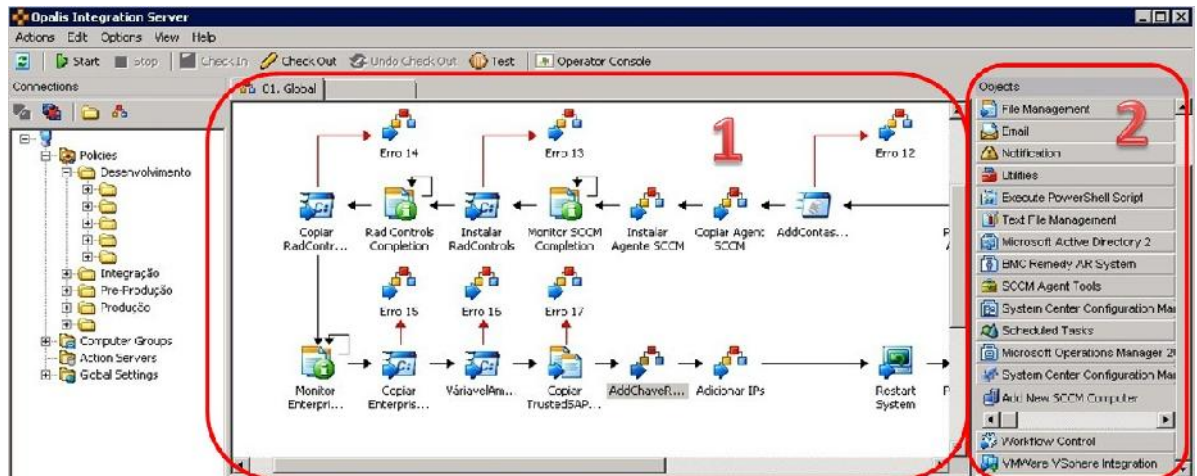 Opalis Integration Server
Actions Edit Options View Help
Start Stop Check In Check Out Undo Check Out Test Operator Console
Connections
01. Global
Objects
Policies
Desenvolvimento
Integração
Pre-Produção
Produção
Computer Groups
Action Servers
Global Settings
1
Erro 14
Erro 13
Erro 12
Copiar RadContr...
Rad Controls Completion
Instalar RadControls
Monitor SCCM Completion
Instalar Agente SCCM
Copiar Agent SCCM
AddContas...
Erro 15
Erro 16
Erro 17
Monitor Enterpri...
Copiar Enterpris...
VáriavelAm...
Copiar TrustedSAP...
AddChaveR...
Adicionar IPs
Restart System
2
File Management
Email
Notification
Utilities
Execute PowerShell Script
Text File Management
Microsoft Active Directory 2
BMC Remedy AR System
SCCM Agent Tools
System Center Configuration Ma
Scheduled Tasks
Microsoft Operations Manager 20
System Center Configuration Ma
Add New SCCM Computer
Workflow Control
VMWare VSphere Integration